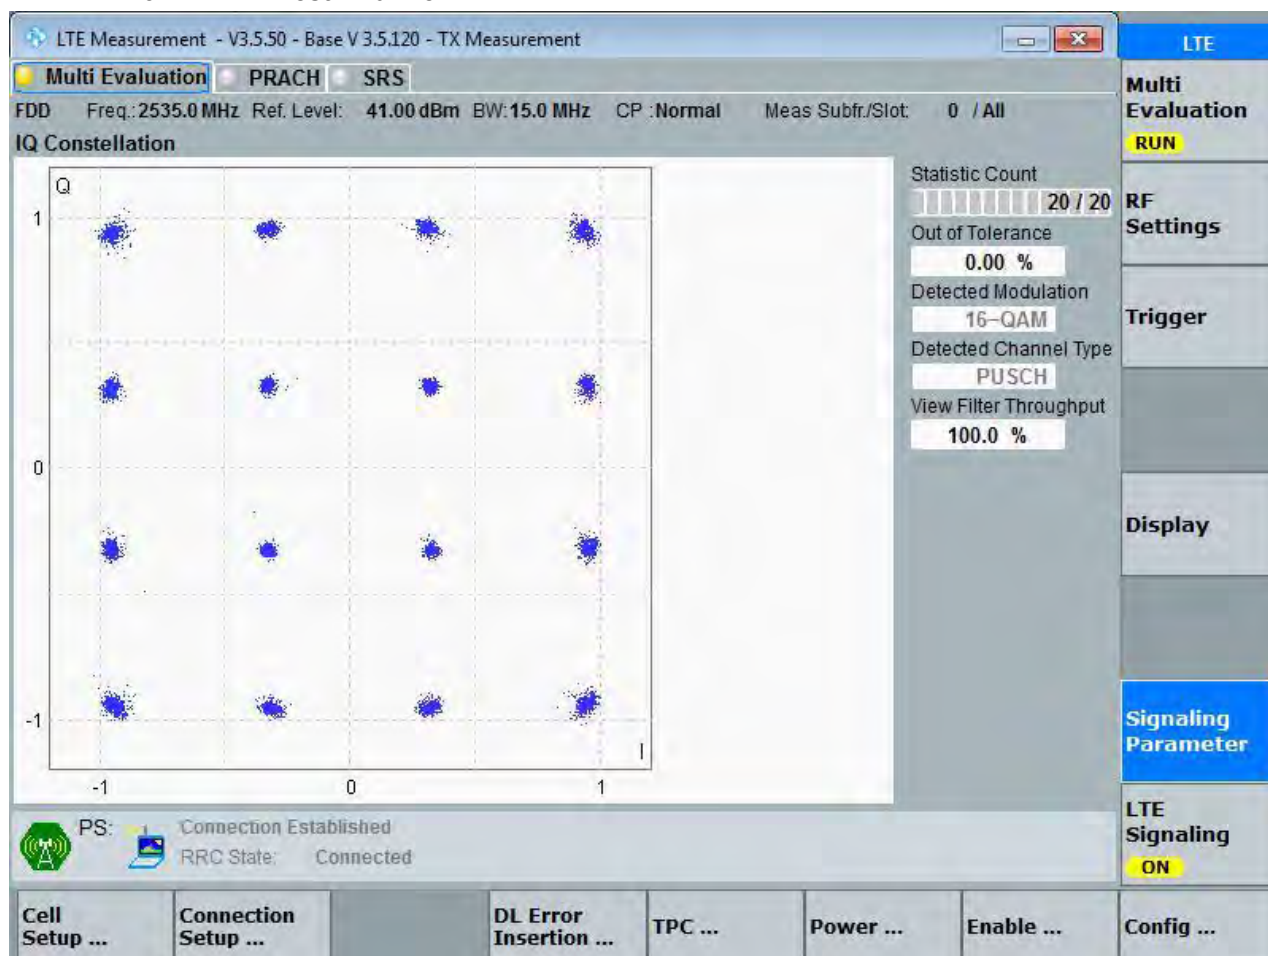 LTE Measurement - V3.5.50 - Base V 3.5.120 - TX Measurement
LTE
Multi Evaluation PRACH SRS
FDD Freq.:2535.0 MHz Ref. Level: 41.00 dBm BW:15.0 MHz CP :Normal Meas Subfr./Slot: 0 / All
IQ Constellation
Q
1
0
-1
I
-1 0 1
Statistic Count
20 / 20
Out of Tolerance
0.00 %
Detected Modulation
16-QAM
Detected Channel Type
PUSCH
View Filter Throughput
100.0 %
Multi
Evaluation
RUN
RF
Settings
Trigger
Display
Signaling
Parameter
LTE
Signaling
ON
PS: Connection Established
RRC State: Connected
Cell
Setup ...
Connection
Setup ...
DL Error
Insertion ...
TPC ...
Power ...
Enable ...
Config ...